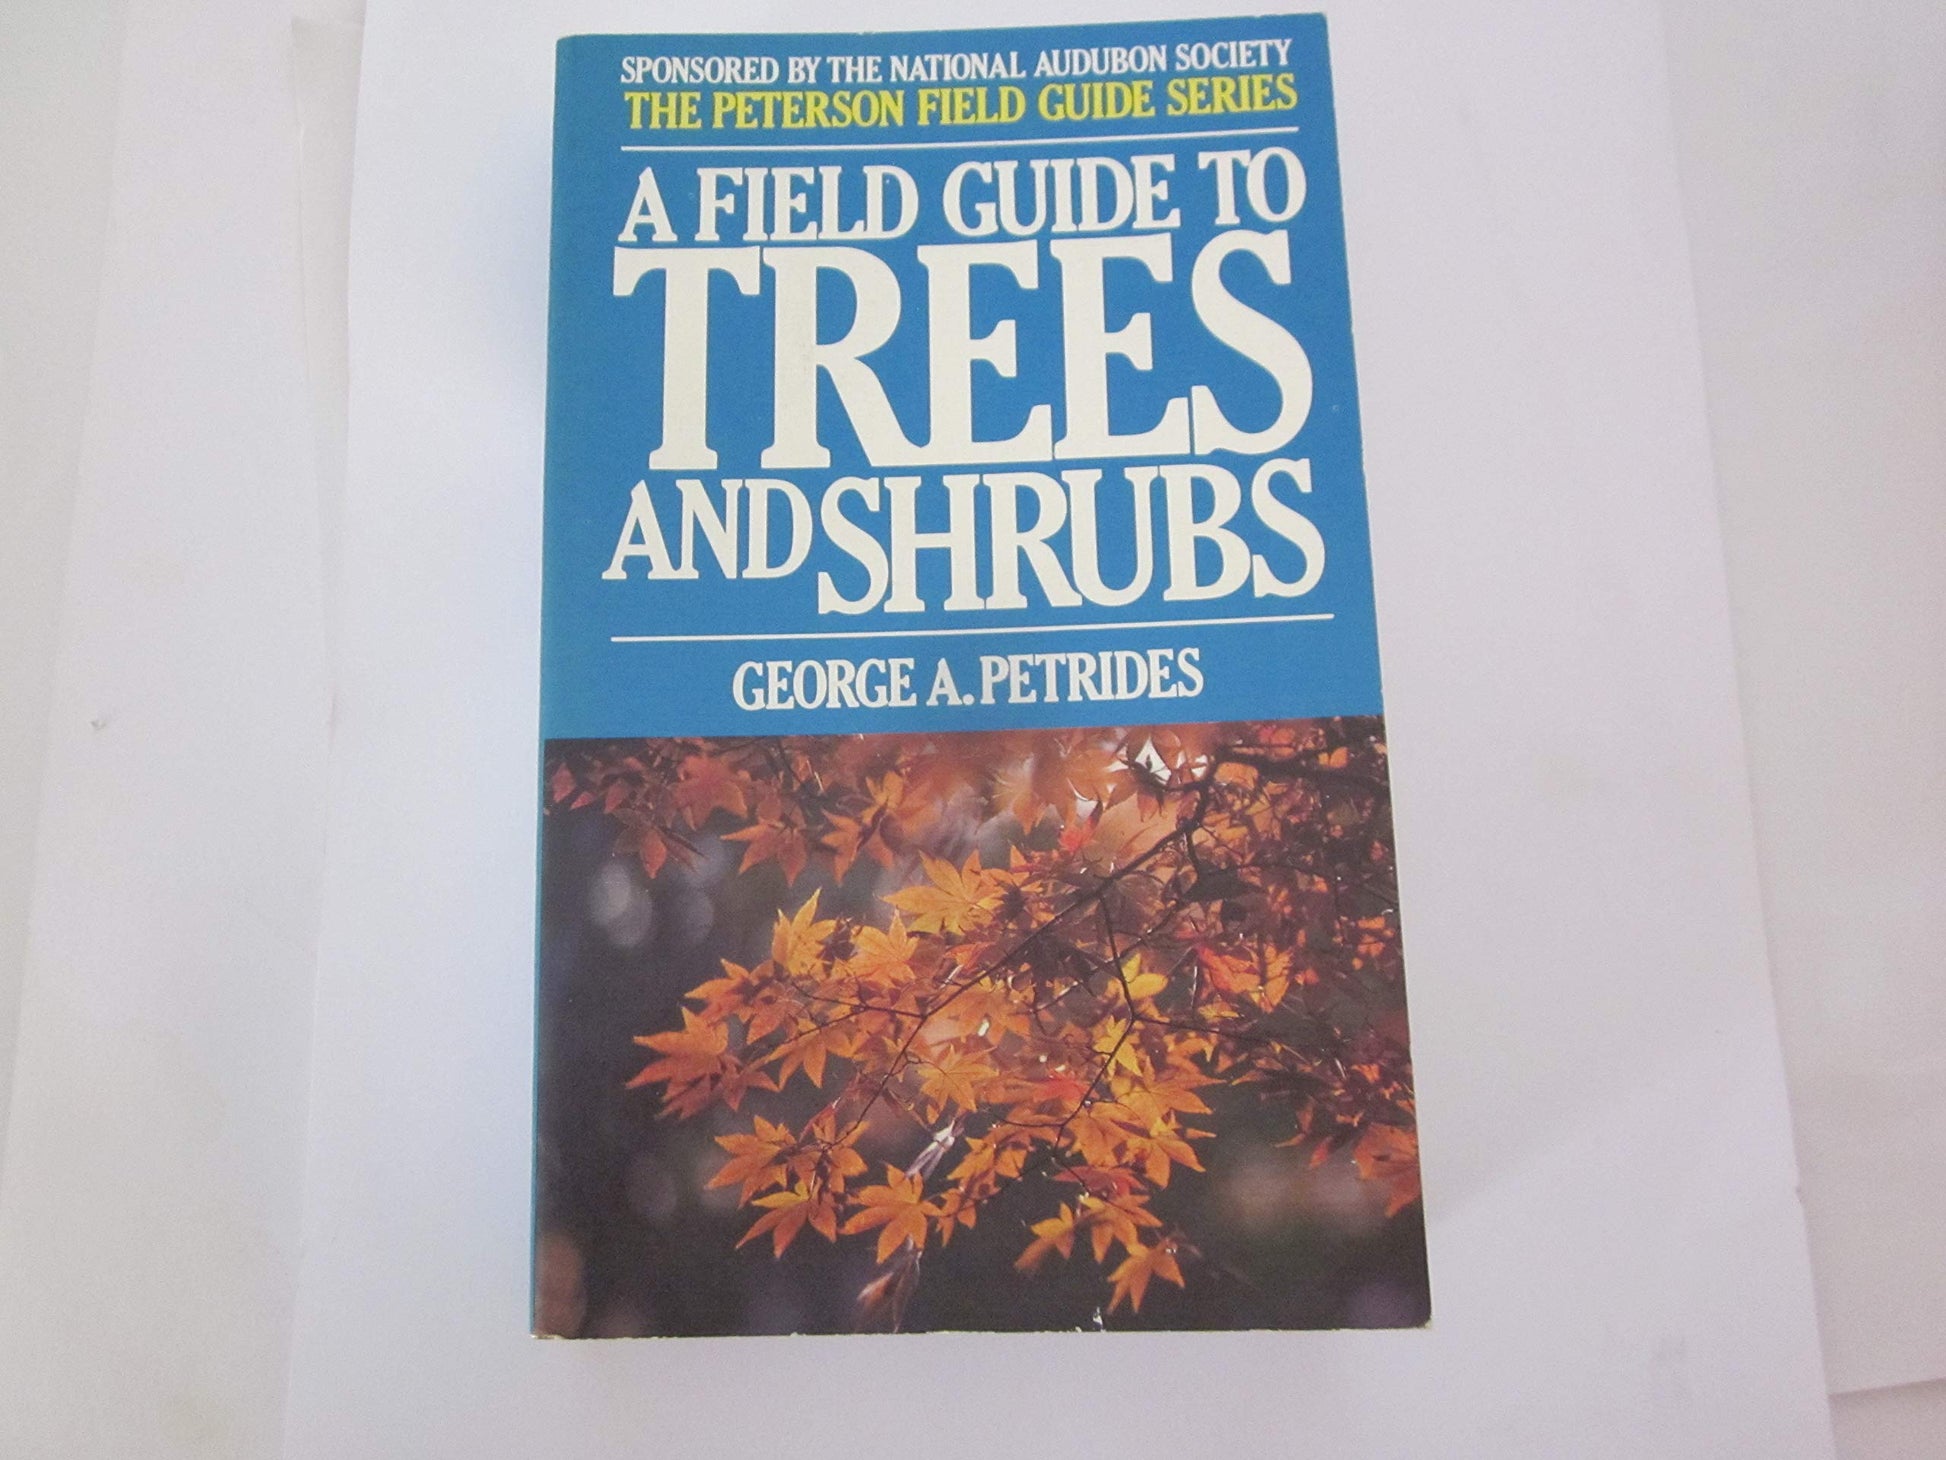 SPONSORED BY THE NATIONAL AUDUBON SOCIETY
THE PETERSON FIELD GUIDE SERIES
A FIELD GUIDE TO
TREES
AND SHRUBS
GEORGE A. PETRIDES